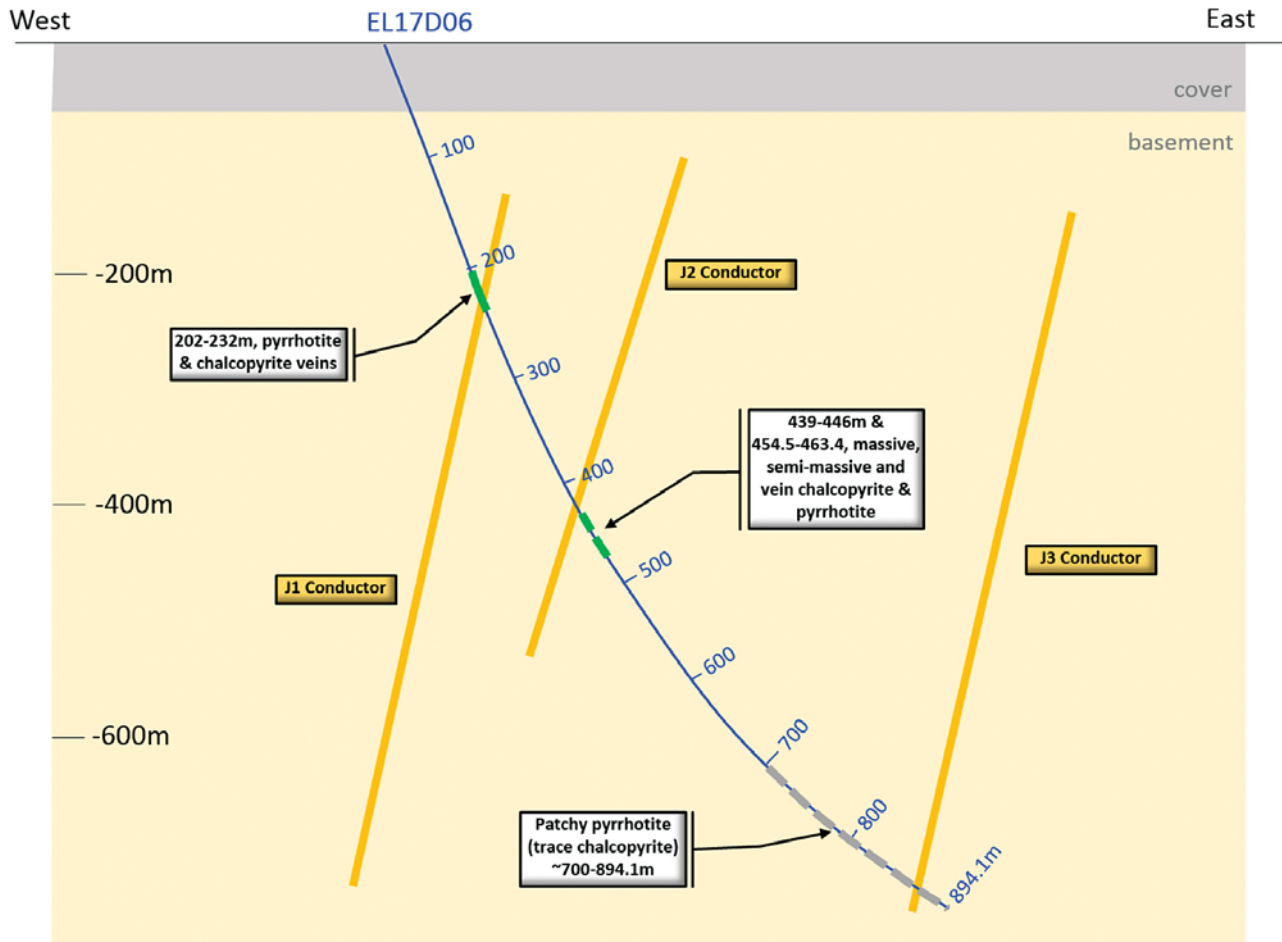 West
EL17D06
East
cover
basement
100
200
-200m
J2 Conductor
202-232m, pyrrhotite
& chalcopyrite veins
300
439-446m &
454.5-463.4, massive,
semi-massive and
vein chalcopyrite &
pyrrhotite
400
-400m
500
J3 Conductor
J1 Conductor
600
-600m
700
800
Patchy pyrrhotite
(trace chalcopyrite)
~700-894.1m
894.1m